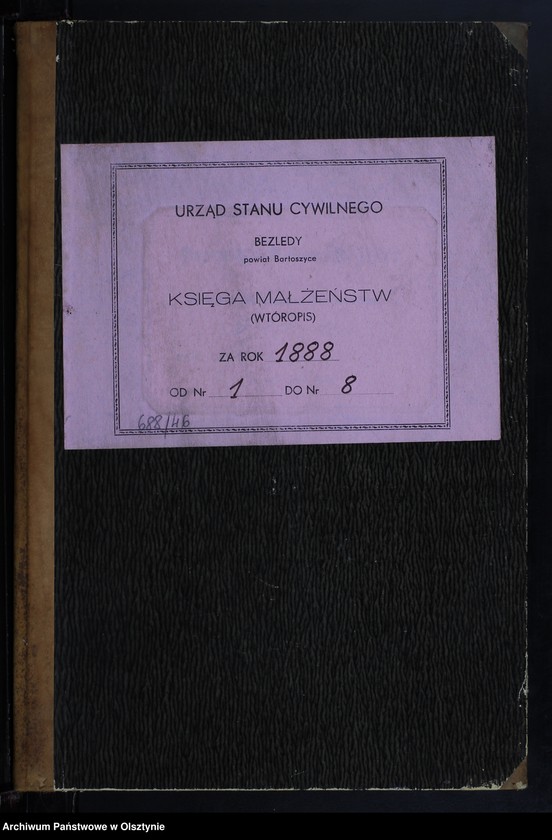 URZĄD STANU CYWILNEGO
BEZLEDY
powiat Bartoszyce
KSIĘGA MAŁŻEŃSTW
(WTÓROPIS)
ZA ROK 1888
OD Nr 1 DO Nr 8
688/46
Archiwum Państwowe w Olsztynie